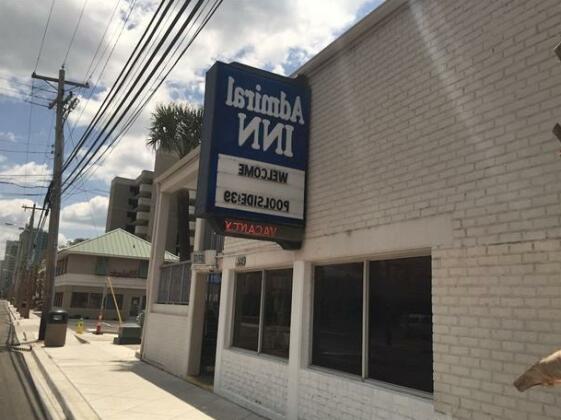 Admiral
INN
WELCOME
POOLSIDE:39
VACANCY